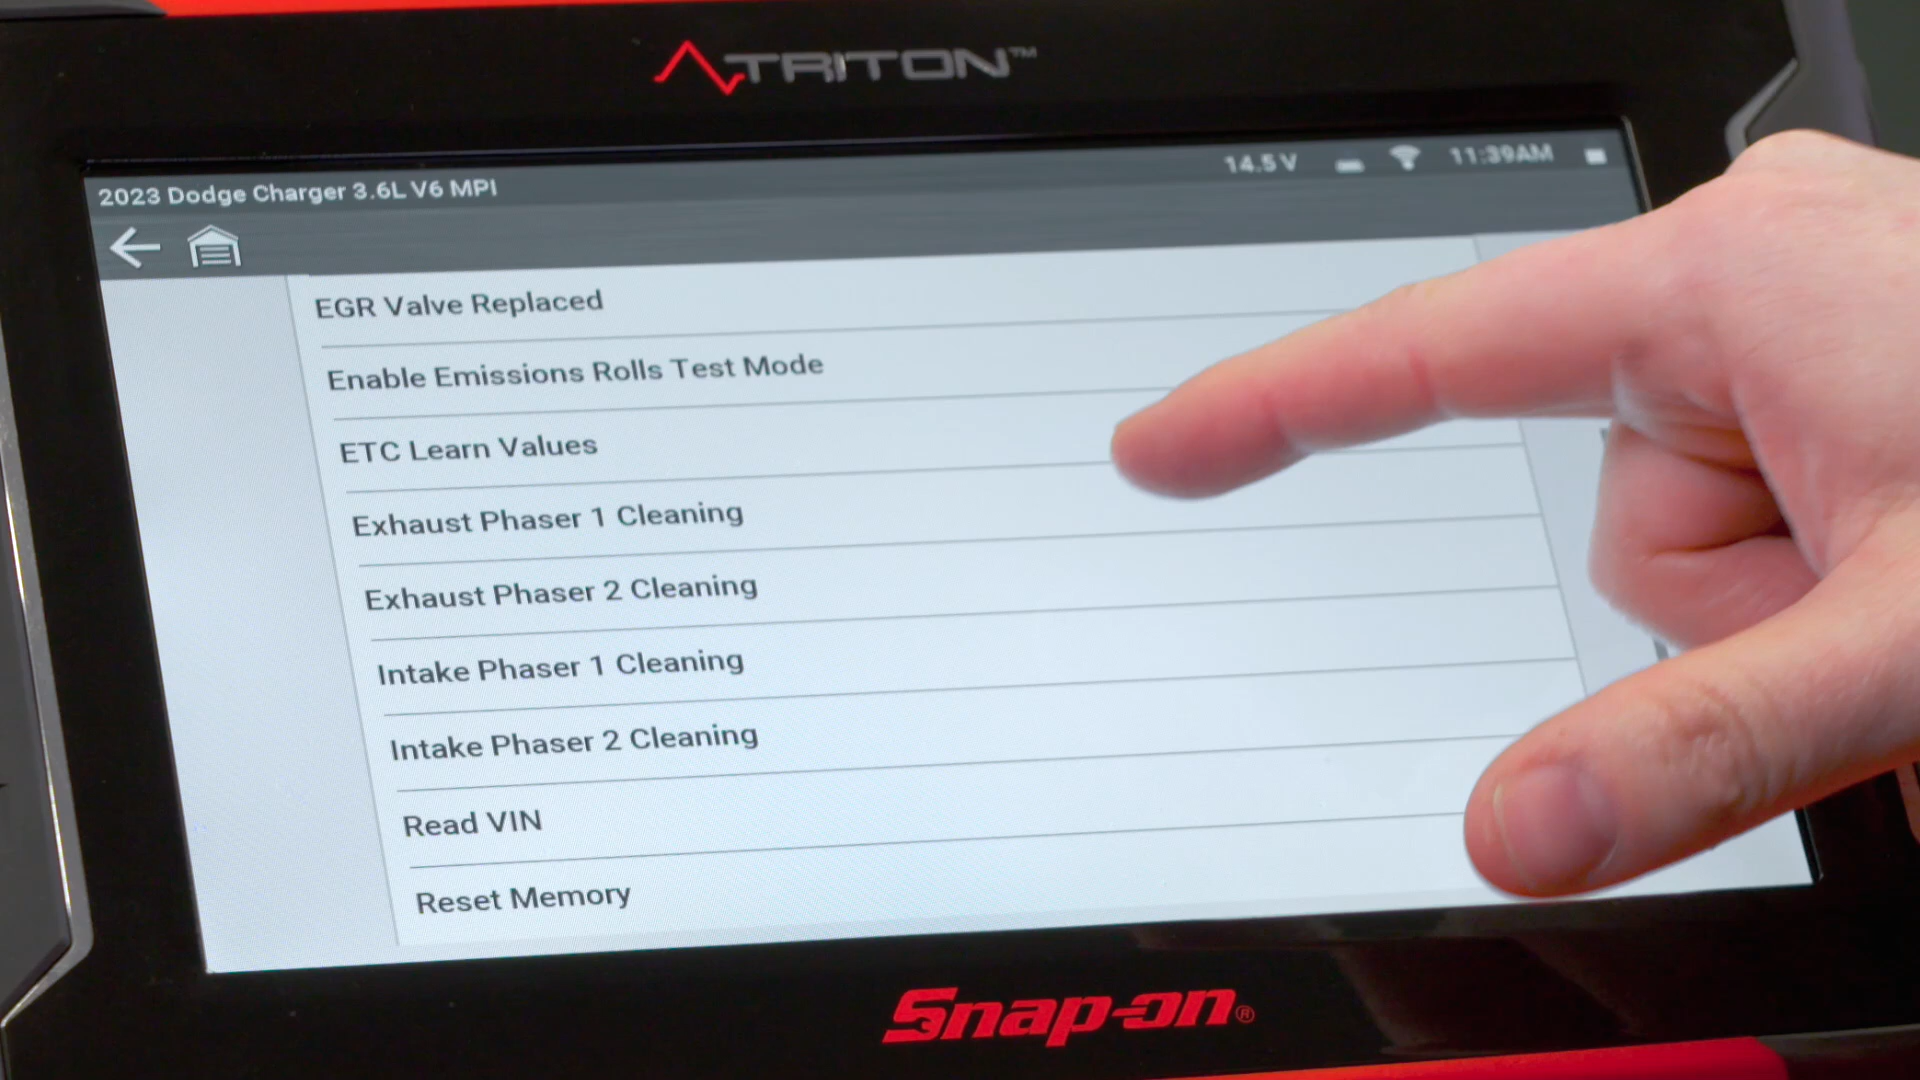 TRITON™
2023 Dodge Charger 3.6L V6 MPI
14.5 V 11:39AM
EGR Valve Replaced
Enable Emissions Rolls Test Mode
ETC Learn Values
Exhaust Phaser 1 Cleaning
Exhaust Phaser 2 Cleaning
Intake Phaser 1 Cleaning
Intake Phaser 2 Cleaning
Read VIN
Reset Memory
Snap-on®